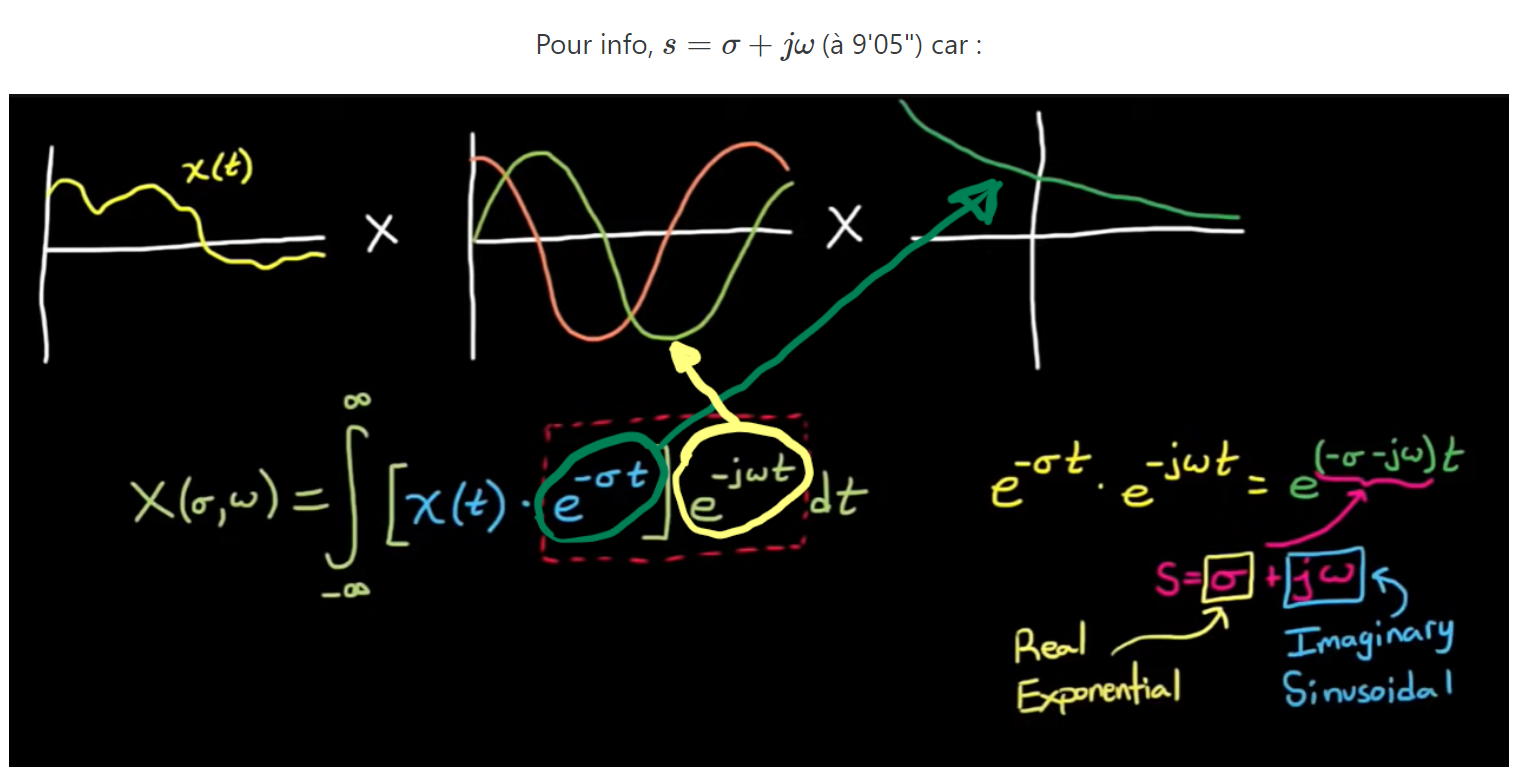 Pour info, s = σ + jω (à 9'05") car :
x(t)
X X
X(σ,ω) = ∫_{-∞}^{∞} [x(t) · e^{-σt}] e^{-jωt} dt
e^{-σt} · e^{-jωt} = e^{(-σ-jω)t}
S = σ + jω
Real
Exponential
Imaginary
Sinusoidal